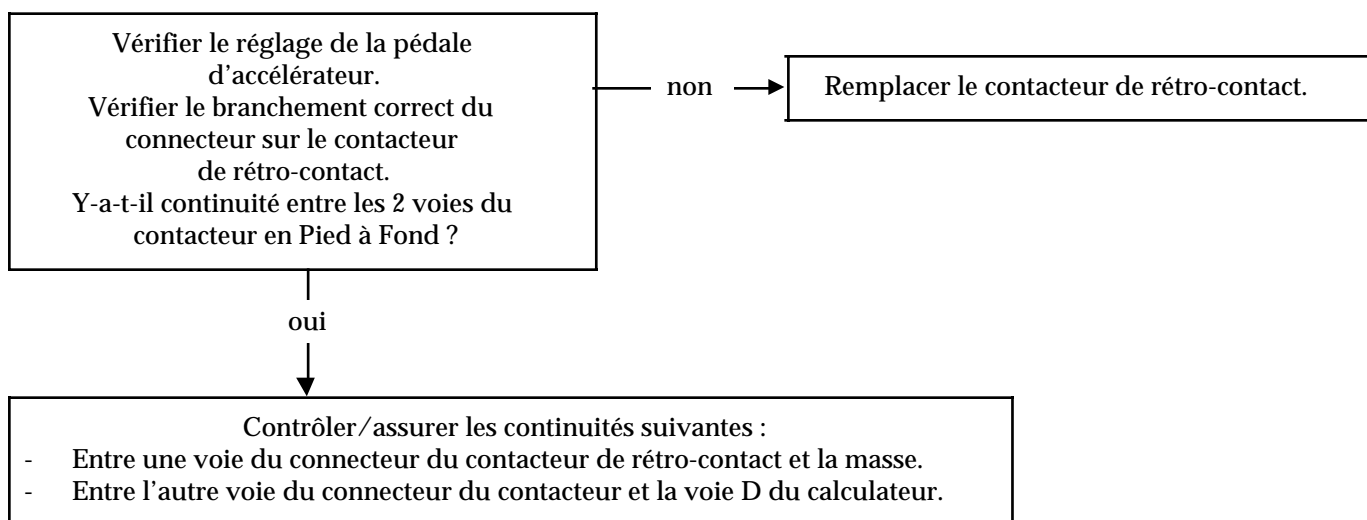 Vérifier le réglage de la pédale
d'accélérateur.
Vérifier le branchement correct du
connecteur sur le contacteur
de rétro-contact.
Y-a-t-il continuité entre les 2 voies du
contacteur en Pied à Fond ?
non
Remplacer le contacteur de rétro-contact.
oui
Contrôler/assurer les continuités suivantes :
- Entre une voie du connecteur du contacteur de rétro-contact et la masse.
- Entre l'autre voie du connecteur du contacteur et la voie D du calculateur.